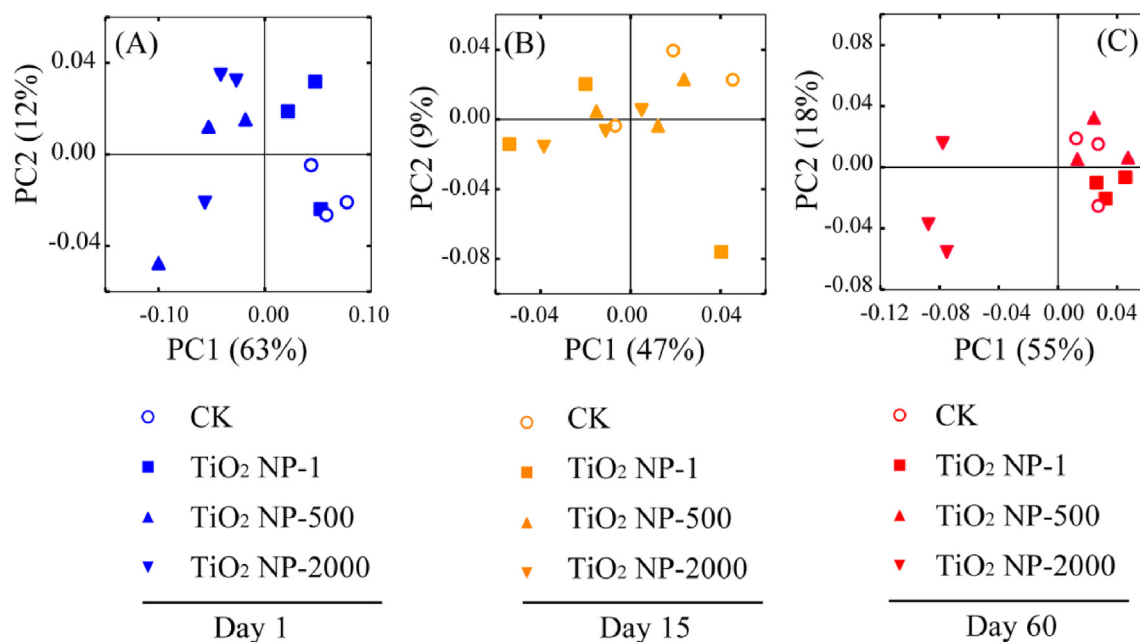 (A)
PC2 (12%)
0.04
0.00
-0.04
-0.10
0.00
0.10
PC1 (63%)
CK
TiO2 NP-1
TiO2 NP-500
TiO2 NP-2000
Day 1
(B)
PC2 (9%)
0.04
0.00
-0.04
-0.08
-0.04
0.00
0.04
PC1 (47%)
CK
TiO2 NP-1
TiO2 NP-500
TiO2 NP-2000
Day 15
(C)
PC2 (18%)
0.08
0.04
0.00
-0.04
-0.08
-0.12
-0.08
-0.04
0.00
0.04
PC1 (55%)
CK
TiO2 NP-1
TiO2 NP-500
TiO2 NP-2000
Day 60